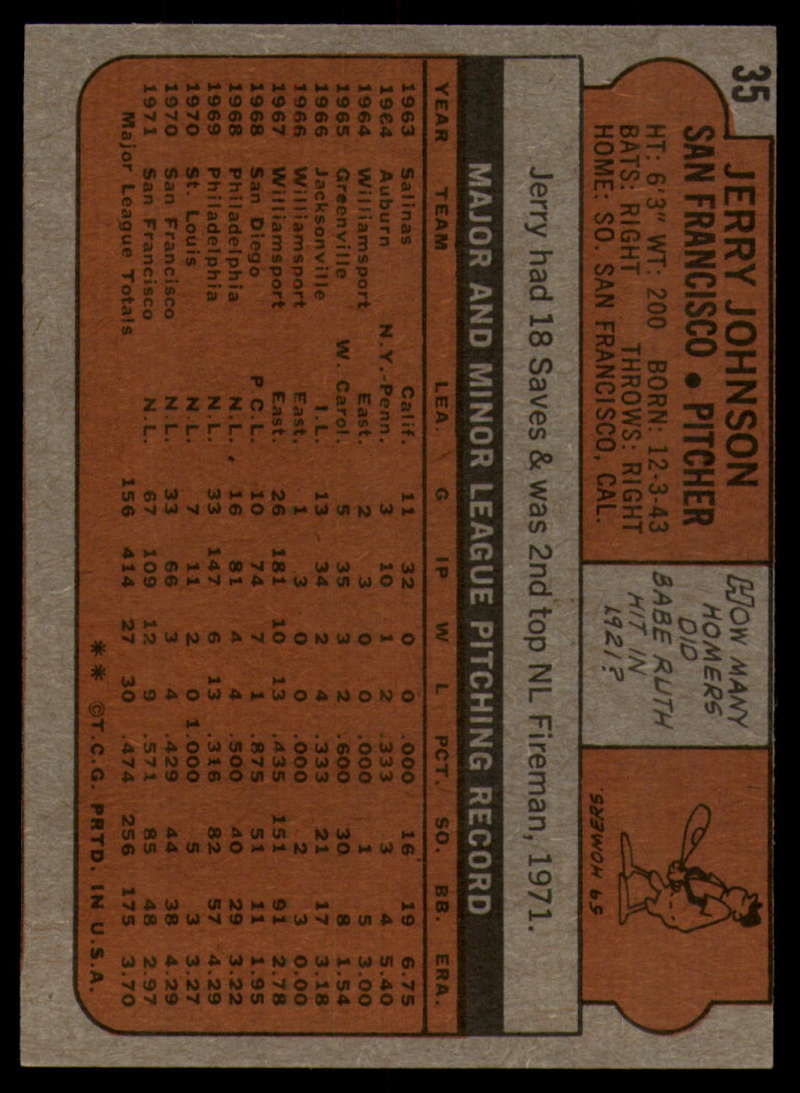 35
JERRY JOHNSON
SAN FRANCISCO • PITCHER
HT: 6'3" WT: 200 BORN: 12-3-43
BATS: RIGHT THROWS: RIGHT
HOME: SO. SAN FRANCISCO, CAL.
HOW MANY
HOMERS
DID
BABE RUTH
HIT IN
1921?
59 HOMERS.
Jerry had 18 Saves & was 2nd top NL Fireman, 1971.
MAJOR AND MINOR LEAGUE PITCHING RECORD
YEAR TEAM LEA. G IP W L PCT. SO. BB. ERA.
1963 Salinas Calif. 11 32 0 0 .000 16 19 6.75
1964 Auburn N.Y.-Penn. 3 10 1 2 .333 3 4 5.40
1964 Williamsport East. 2 3 0 0 .000 1 5 3.00
1965 Greenville W. Carol. 5 35 3 2 .600 30 8 1.54
1966 Jacksonville I.L. 13 34 2 4 .333 21 17 3.18
1966 Williamsport East. 1 3 0 0 .000 2 3 0.00
1967 Williamsport East. 26 181 10 13 .435 151 91 2.78
1968 San Diego P.C.L. 10 74 7 1 .875 51 11 1.95
1968 Philadelphia N.L. 16 81 4 4 .500 40 29 3.22
1969 Philadelphia N.L. 33 147 6 13 .316 82 57 4.29
1970 St. Louis N.L. 7 11 2 0 1.000 5 3 3.27
1970 San Francisco N.L. 33 66 3 4 .429 44 38 4.29
1971 San Francisco N.L. 67 109 12 9 .571 85 48 2.97
Major League Totals 156 414 27 30 .474 256 175 3.70
** ©T.C.G. PRTD. IN U.S.A.